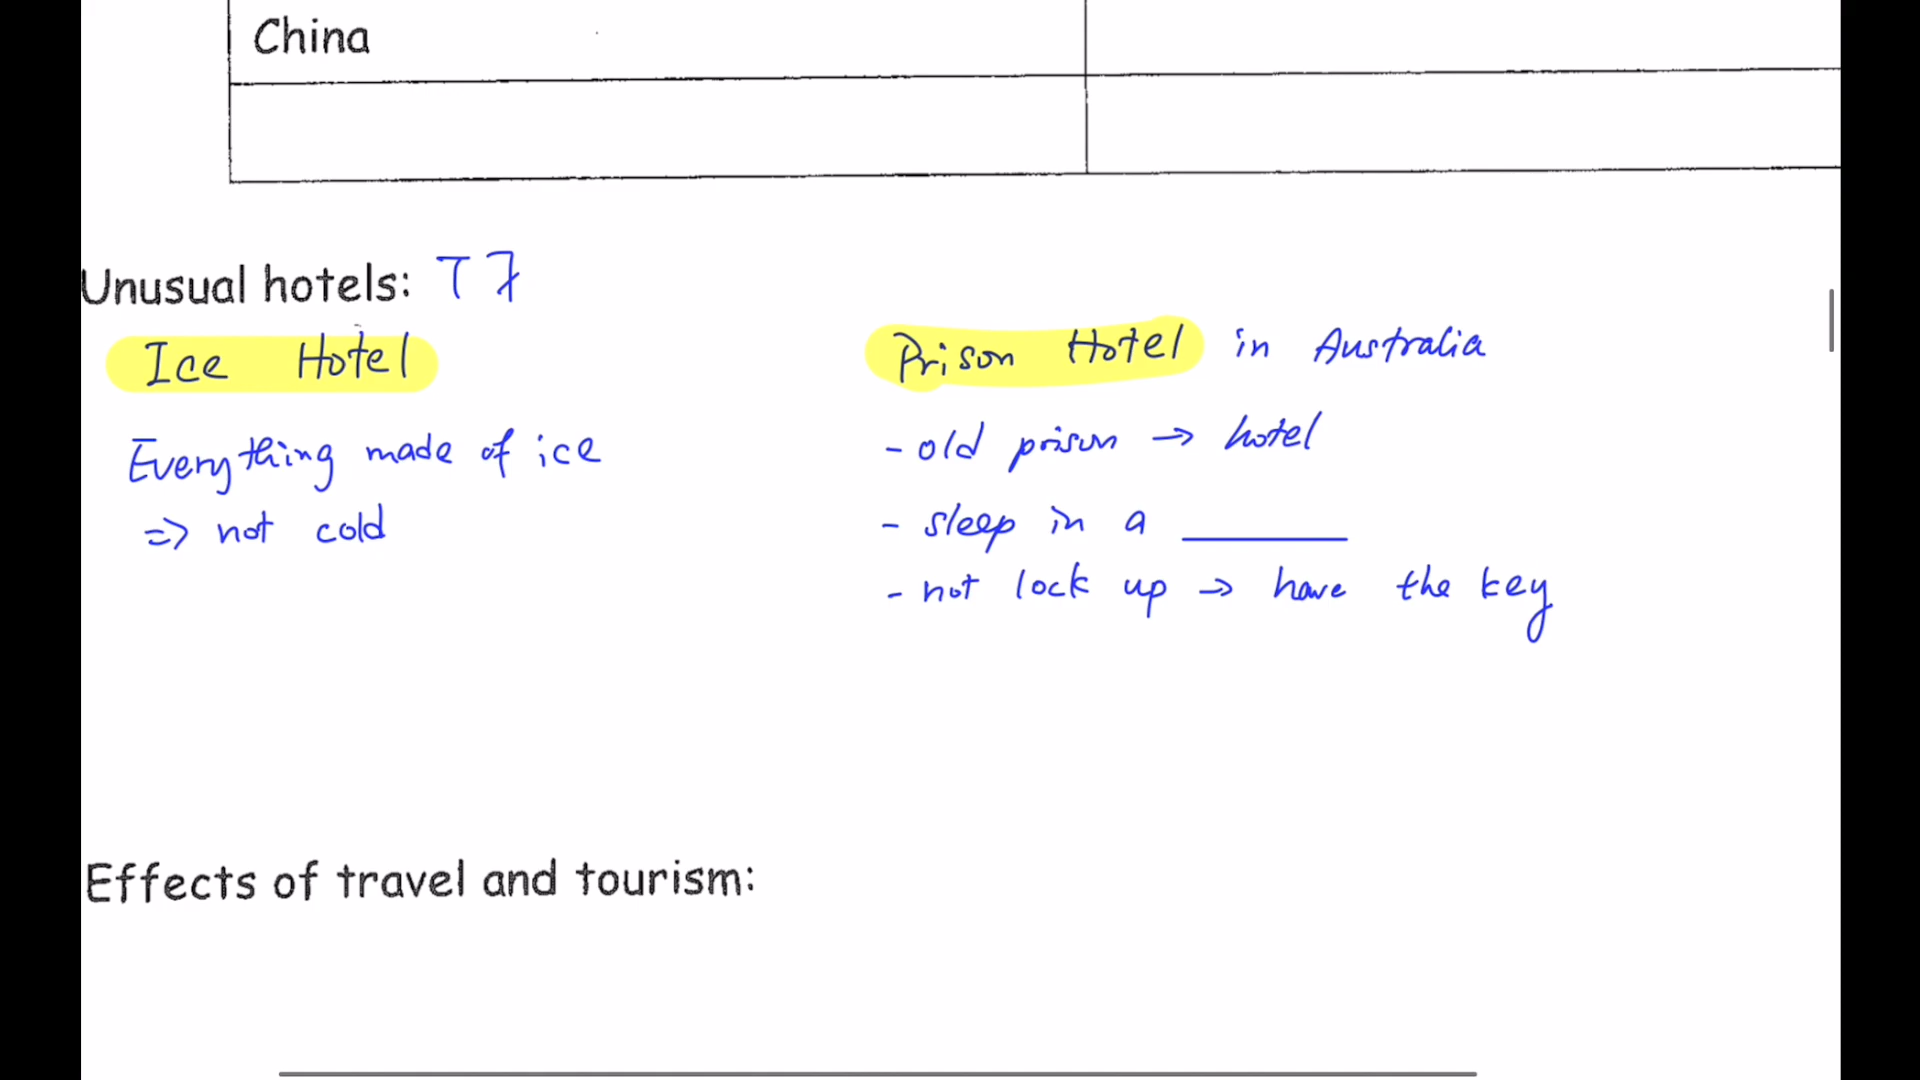 China
Unusual hotels: T7
Ice Hotel
Everything made of ice
=> not cold
Prison Hotel in Australia
- old prison → hotel
- sleep in a ______
- not lock up → have the key
Effects of travel and tourism: